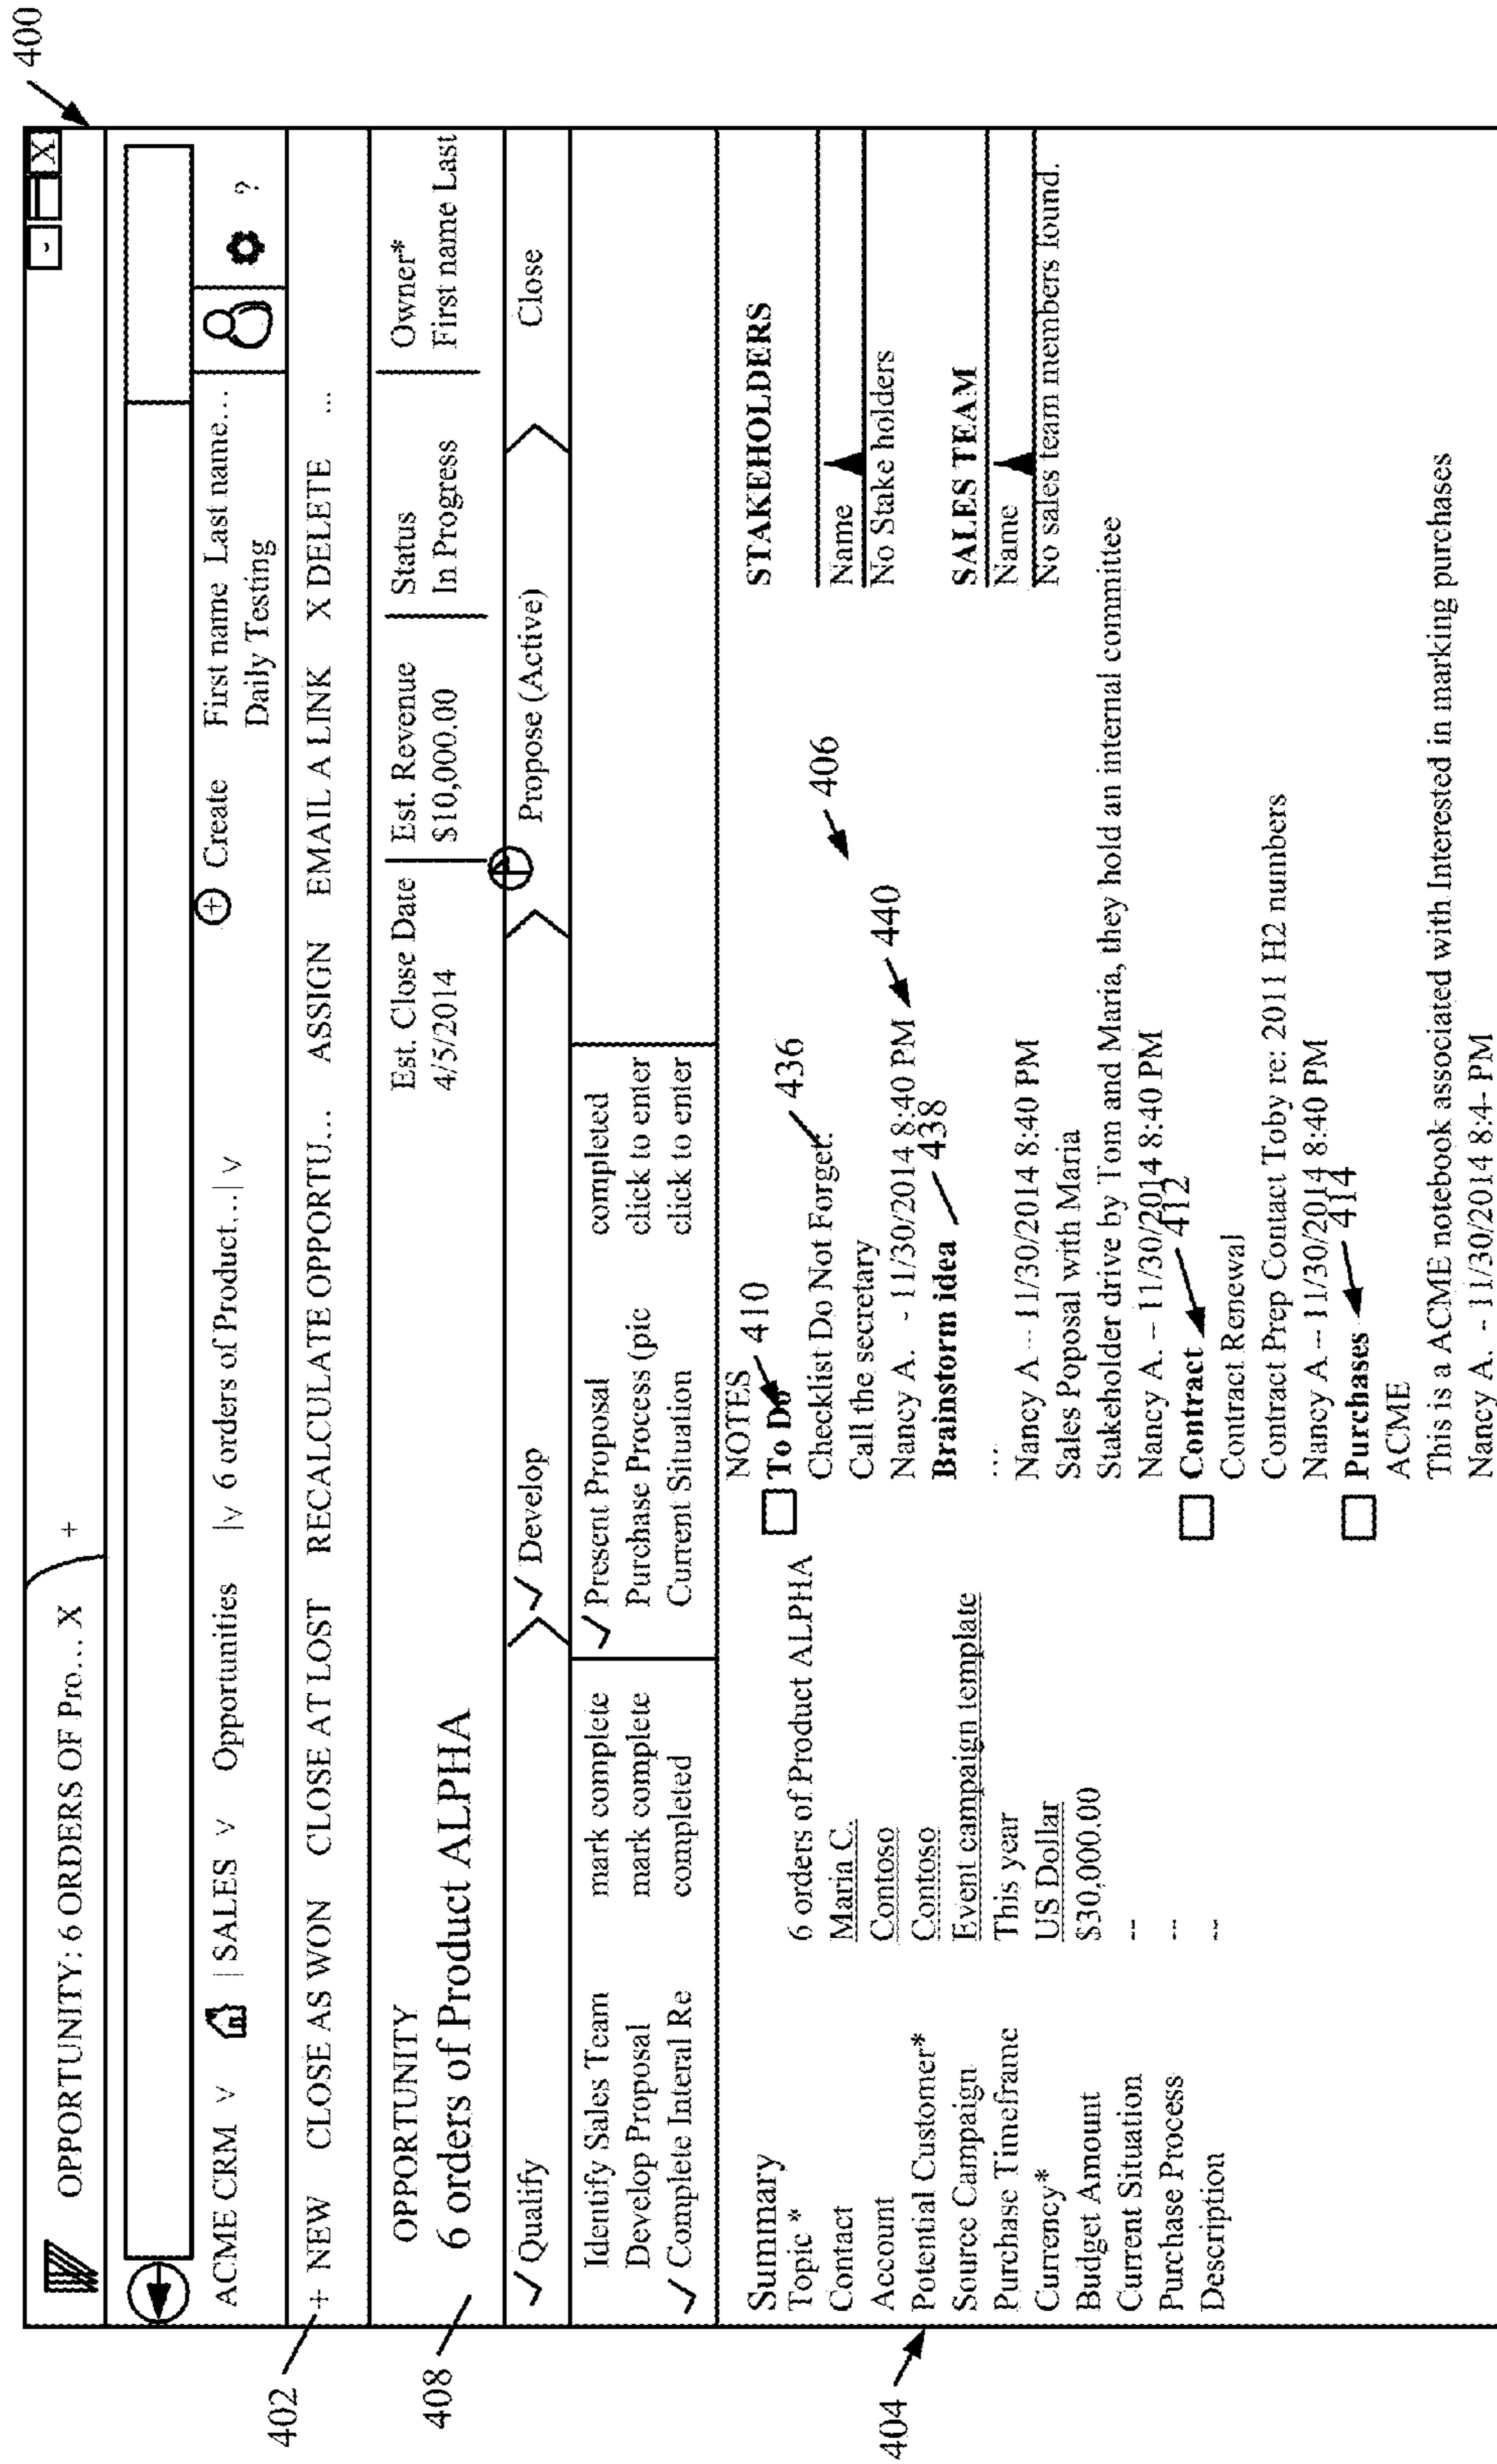 400
OPPORTUNITY: 6 ORDERS OF Pro... X +
- X
ACME CRM v | SALES v Opportunities |v 6 orders of Product...|v + Create First name Last name... ?
Daily Testing
402
+ NEW CLOSE AS WON CLOSE AT LOST RECALCULATE OPPORTU... ASSIGN EMAIL A LINK X DELETE ...
OPPORTUNITY
408
6 orders of Product ALPHA
Est. Close Date
4/5/2014
Est. Revenue
$10,000.00
Status
In Progress
Owner*
First name Last
✓ Qualify
✓ Develop
Propose (Active)
Close
Identify Sales Team mark complete
Develop Proposal mark complete
✓ Complete Interal Re completed
✓ Present Proposal completed
Purchase Process (pic click to enter
Current Situation click to enter
404
Summary
Topic * 6 orders of Product ALPHA
Contact Maria C.
Account Contoso
Potential Customer* Contoso
Source Campaign Event campaign template
Purchase Timeframe This year
Currency* US Dollar
Budget Amount $30,000.00
Current Situation --
Purchase Process --
Description --
NOTES
410
To Do
436
Checklist Do Not Forget:
406
Call the secretary
440
Nancy A. - 11/30/2014 8:40 PM
438
Brainstorm idea
...
Nancy A -- 11/30/2014 8:40 PM
Sales Poposal with Maria
Stakeholder drive by Tom and Maria, they hold an internal committee
Nancy A. -- 11/30/2014 8:40 PM
412
Contract
Contract Renewal
Contract Prep Contact Toby re: 2011 H2 numbers
Nancy A -- 11/30/2014 8:40 PM
414
Purchases
ACME
This is a ACME notebook associated with Interested in marking purchases
Nancy A. -- 11/30/2014 8:4- PM
STAKEHOLDERS
Name
No Stake holders
SALES TEAM
Name
No sales team members found.